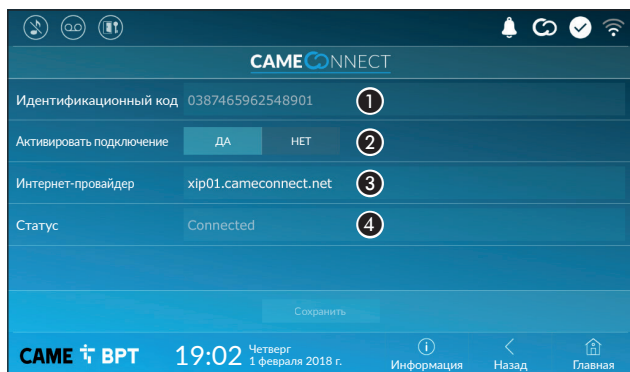 CAMECONNECT
Идентификационный код 0387465962548901 1
Активировать подключение ДА НЕТ 2
Интернет-провайдер xip01.cameconnect.net 3
Статус Connected 4
Сохранить
CAME BPT 19:02 Четверг
1 февраля 2018 г.
Информация Назад Главная